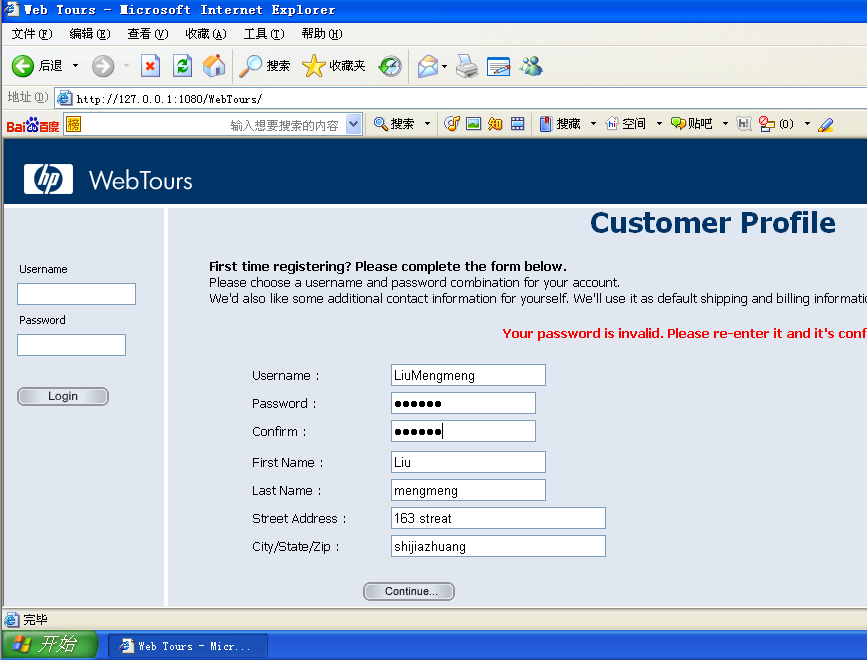 Web Tours - Microsoft Internet Explorer
文件(F) 编辑(E) 查看(V) 收藏(A) 工具(T) 帮助(H)
后退 搜索 收藏夹
地址(D) http://127.0.0.1:1080/WebTours/
Bai百度 榜 输入想要搜索的内容 搜索 知 搜藏 hi 空间 贴吧 (0)
hp WebTours
Customer Profile
First time registering? Please complete the form below.
Please choose a username and password combination for your account.
We'd also like some additional contact information for yourself. We'll use it as default shipping and billing informatio
Your password is invalid. Please re-enter it and it's conf
Username
Password
Login
Username : LiuMengmeng
Password : ●●●●●●
Confirm : ●●●●●●
First Name : Liu
Last Name : mengmeng
Street Address : 163 streat
City/State/Zip : shijiazhuang
Continue...
完毕
开始 Web Tours - Micr...